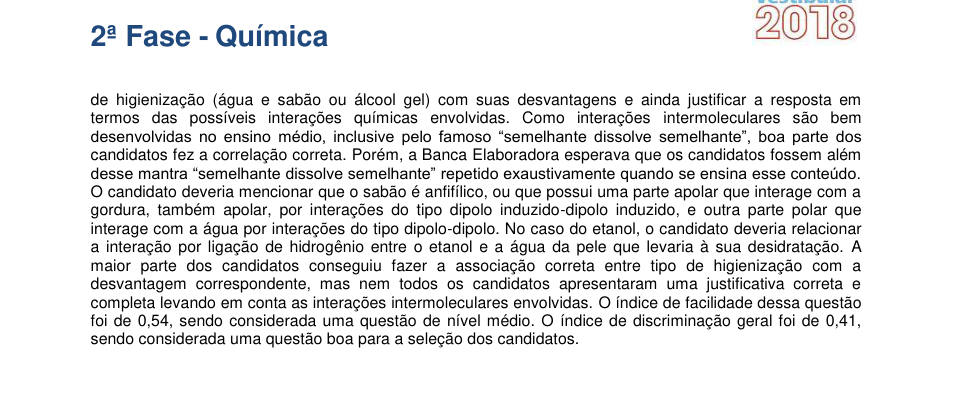 Vestibular
2018
2ª Fase - Química
de higienização (água e sabão ou álcool gel) com suas desvantagens e ainda justificar a resposta em
termos das possíveis interações químicas envolvidas. Como interações intermoleculares são bem
desenvolvidas no ensino médio, inclusive pelo famoso “semelhante dissolve semelhante”, boa parte dos
candidatos fez a correlação correta. Porém, a Banca Elaboradora esperava que os candidatos fossem além
desse mantra “semelhante dissolve semelhante” repetido exaustivamente quando se ensina esse conteúdo.
O candidato deveria mencionar que o sabão é anfifílico, ou que possui uma parte apolar que interage com a
gordura, também apolar, por interações do tipo dipolo induzido-dipolo induzido, e outra parte polar que
interage com a água por interações do tipo dipolo-dipolo. No caso do etanol, o candidato deveria relacionar
a interação por ligação de hidrogênio entre o etanol e a água da pele que levaria à sua desidratação. A
maior parte dos candidatos conseguiu fazer a associação correta entre tipo de higienização com a
desvantagem correspondente, mas nem todos os candidatos apresentaram uma justificativa correta e
completa levando em conta as interações intermoleculares envolvidas. O índice de facilidade dessa questão
foi de 0,54, sendo considerada uma questão de nível médio. O índice de discriminação geral foi de 0,41,
sendo considerada uma questão boa para a seleção dos candidatos.